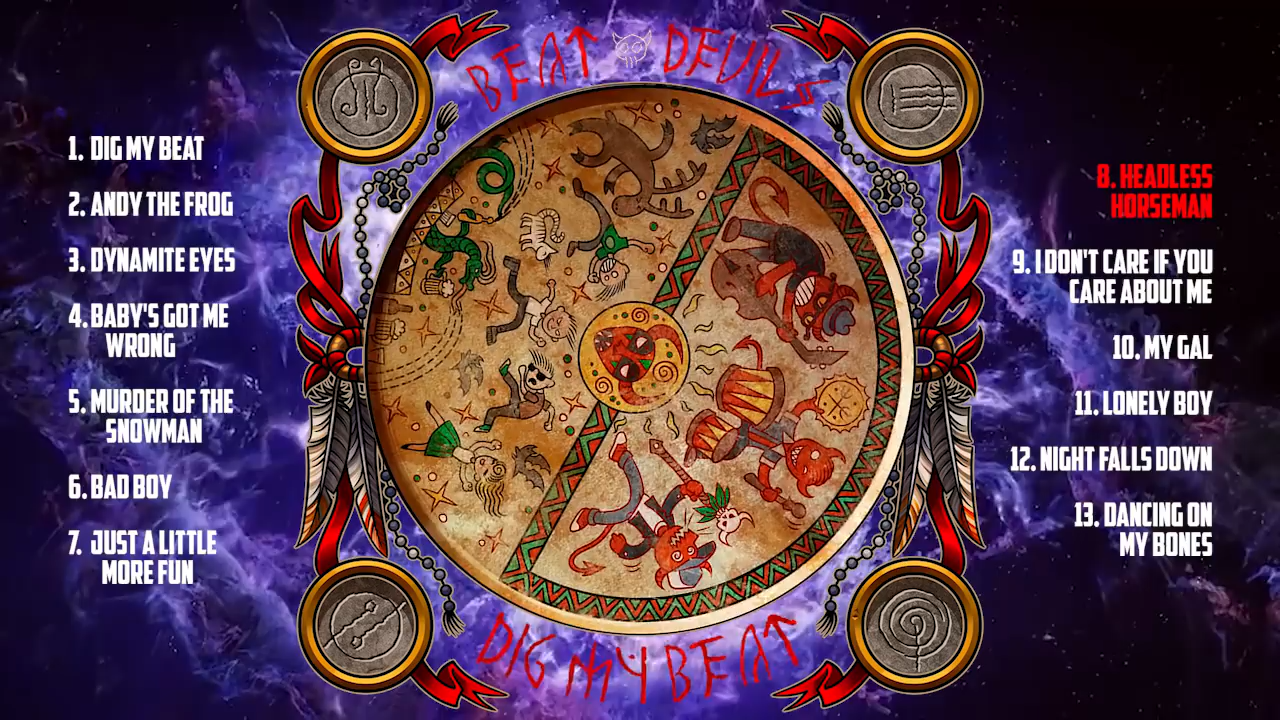 BEAT DEVILS
1. DIG MY BEAT
2. ANDY THE FROG
3. DYNAMITE EYES
4. BABY'S GOT ME
WRONG
5. MURDER OF THE
SNOWMAN
6. BAD BOY
7. JUST A LITTLE
MORE FUN
8. HEADLESS
HORSEMAN
9. I DON'T CARE IF YOU
CARE ABOUT ME
10. MY GAL
11. LONELY BOY
12. NIGHT FALLS DOWN
13. DANCING ON
MY BONES
DIG MY BEAT